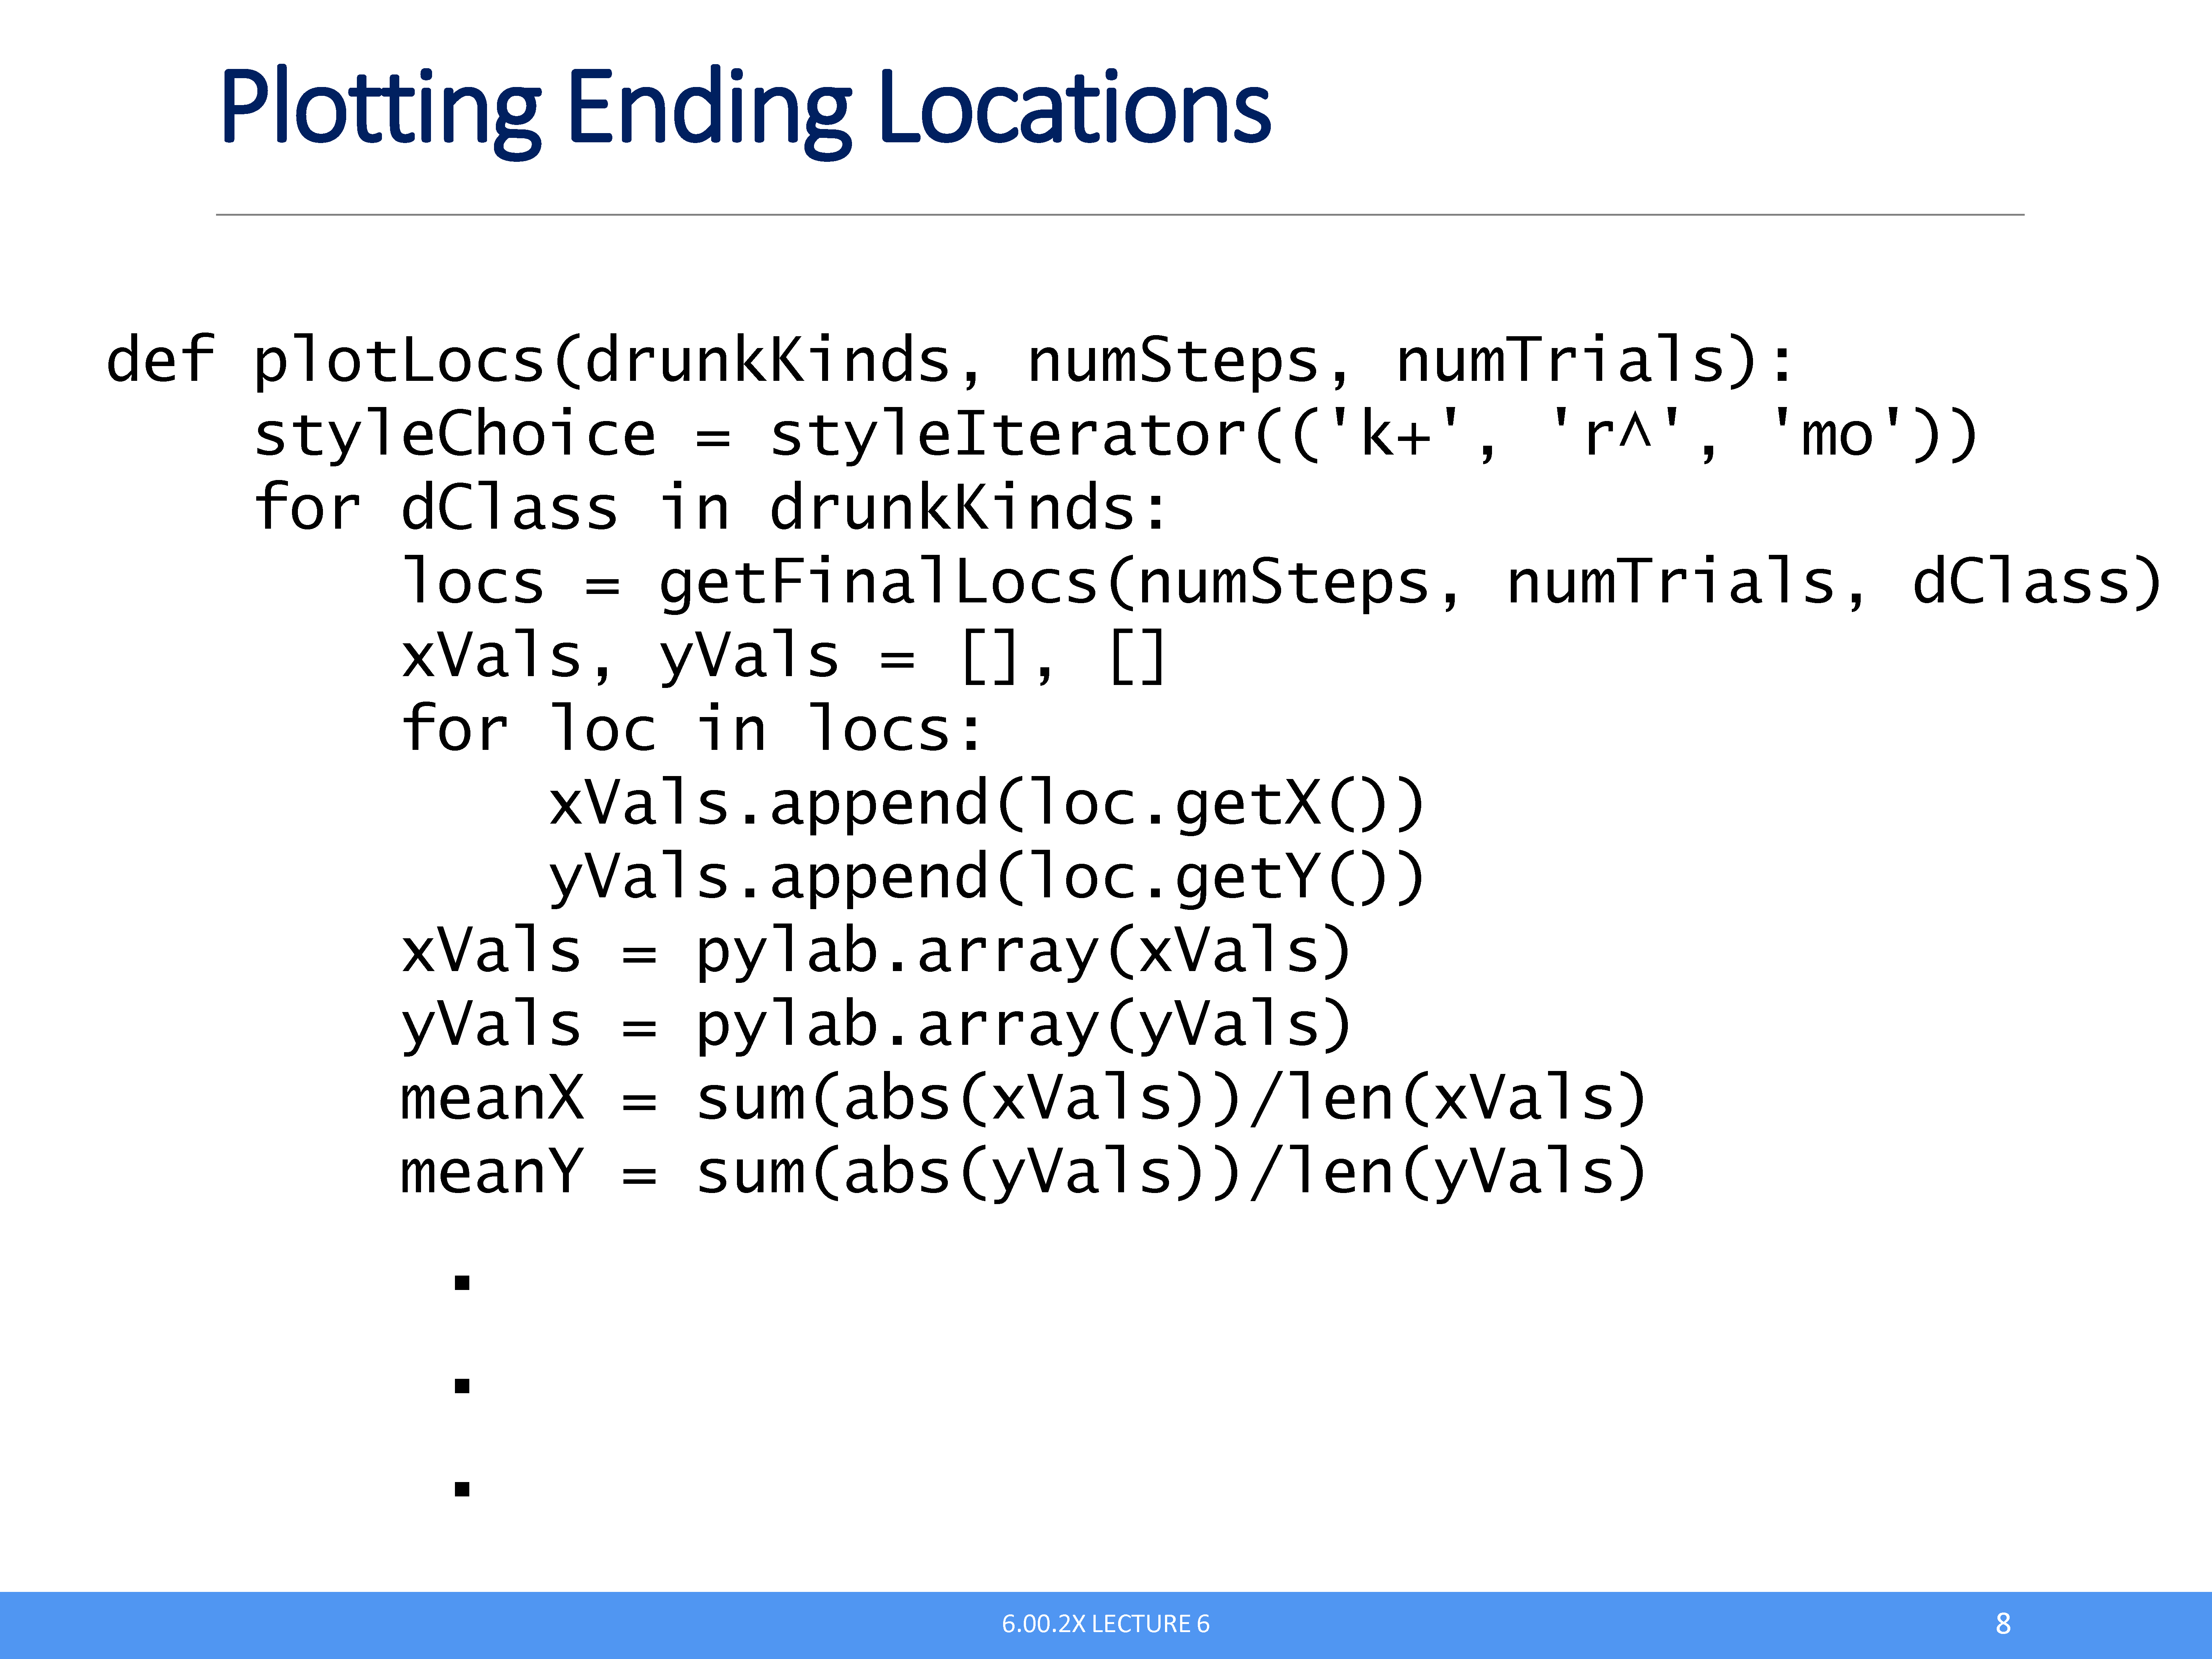 Plotting Ending Locations
def plotLocs(drunkKinds, numSteps, numTrials):
    styleChoice = styleIterator(('k+', 'r^', 'mo'))
    for dClass in drunkKinds:
        locs = getFinalLocs(numSteps, numTrials, dClass)
        xVals, yVals = [], []
        for loc in locs:
            xVals.append(loc.getX())
            yVals.append(loc.getY())
        xVals = pylab.array(xVals)
        yVals = pylab.array(yVals)
        meanX = sum(abs(xVals))/len(xVals)
        meanY = sum(abs(yVals))/len(yVals)
         .
         .
         .
6.00.2X LECTURE 6
8